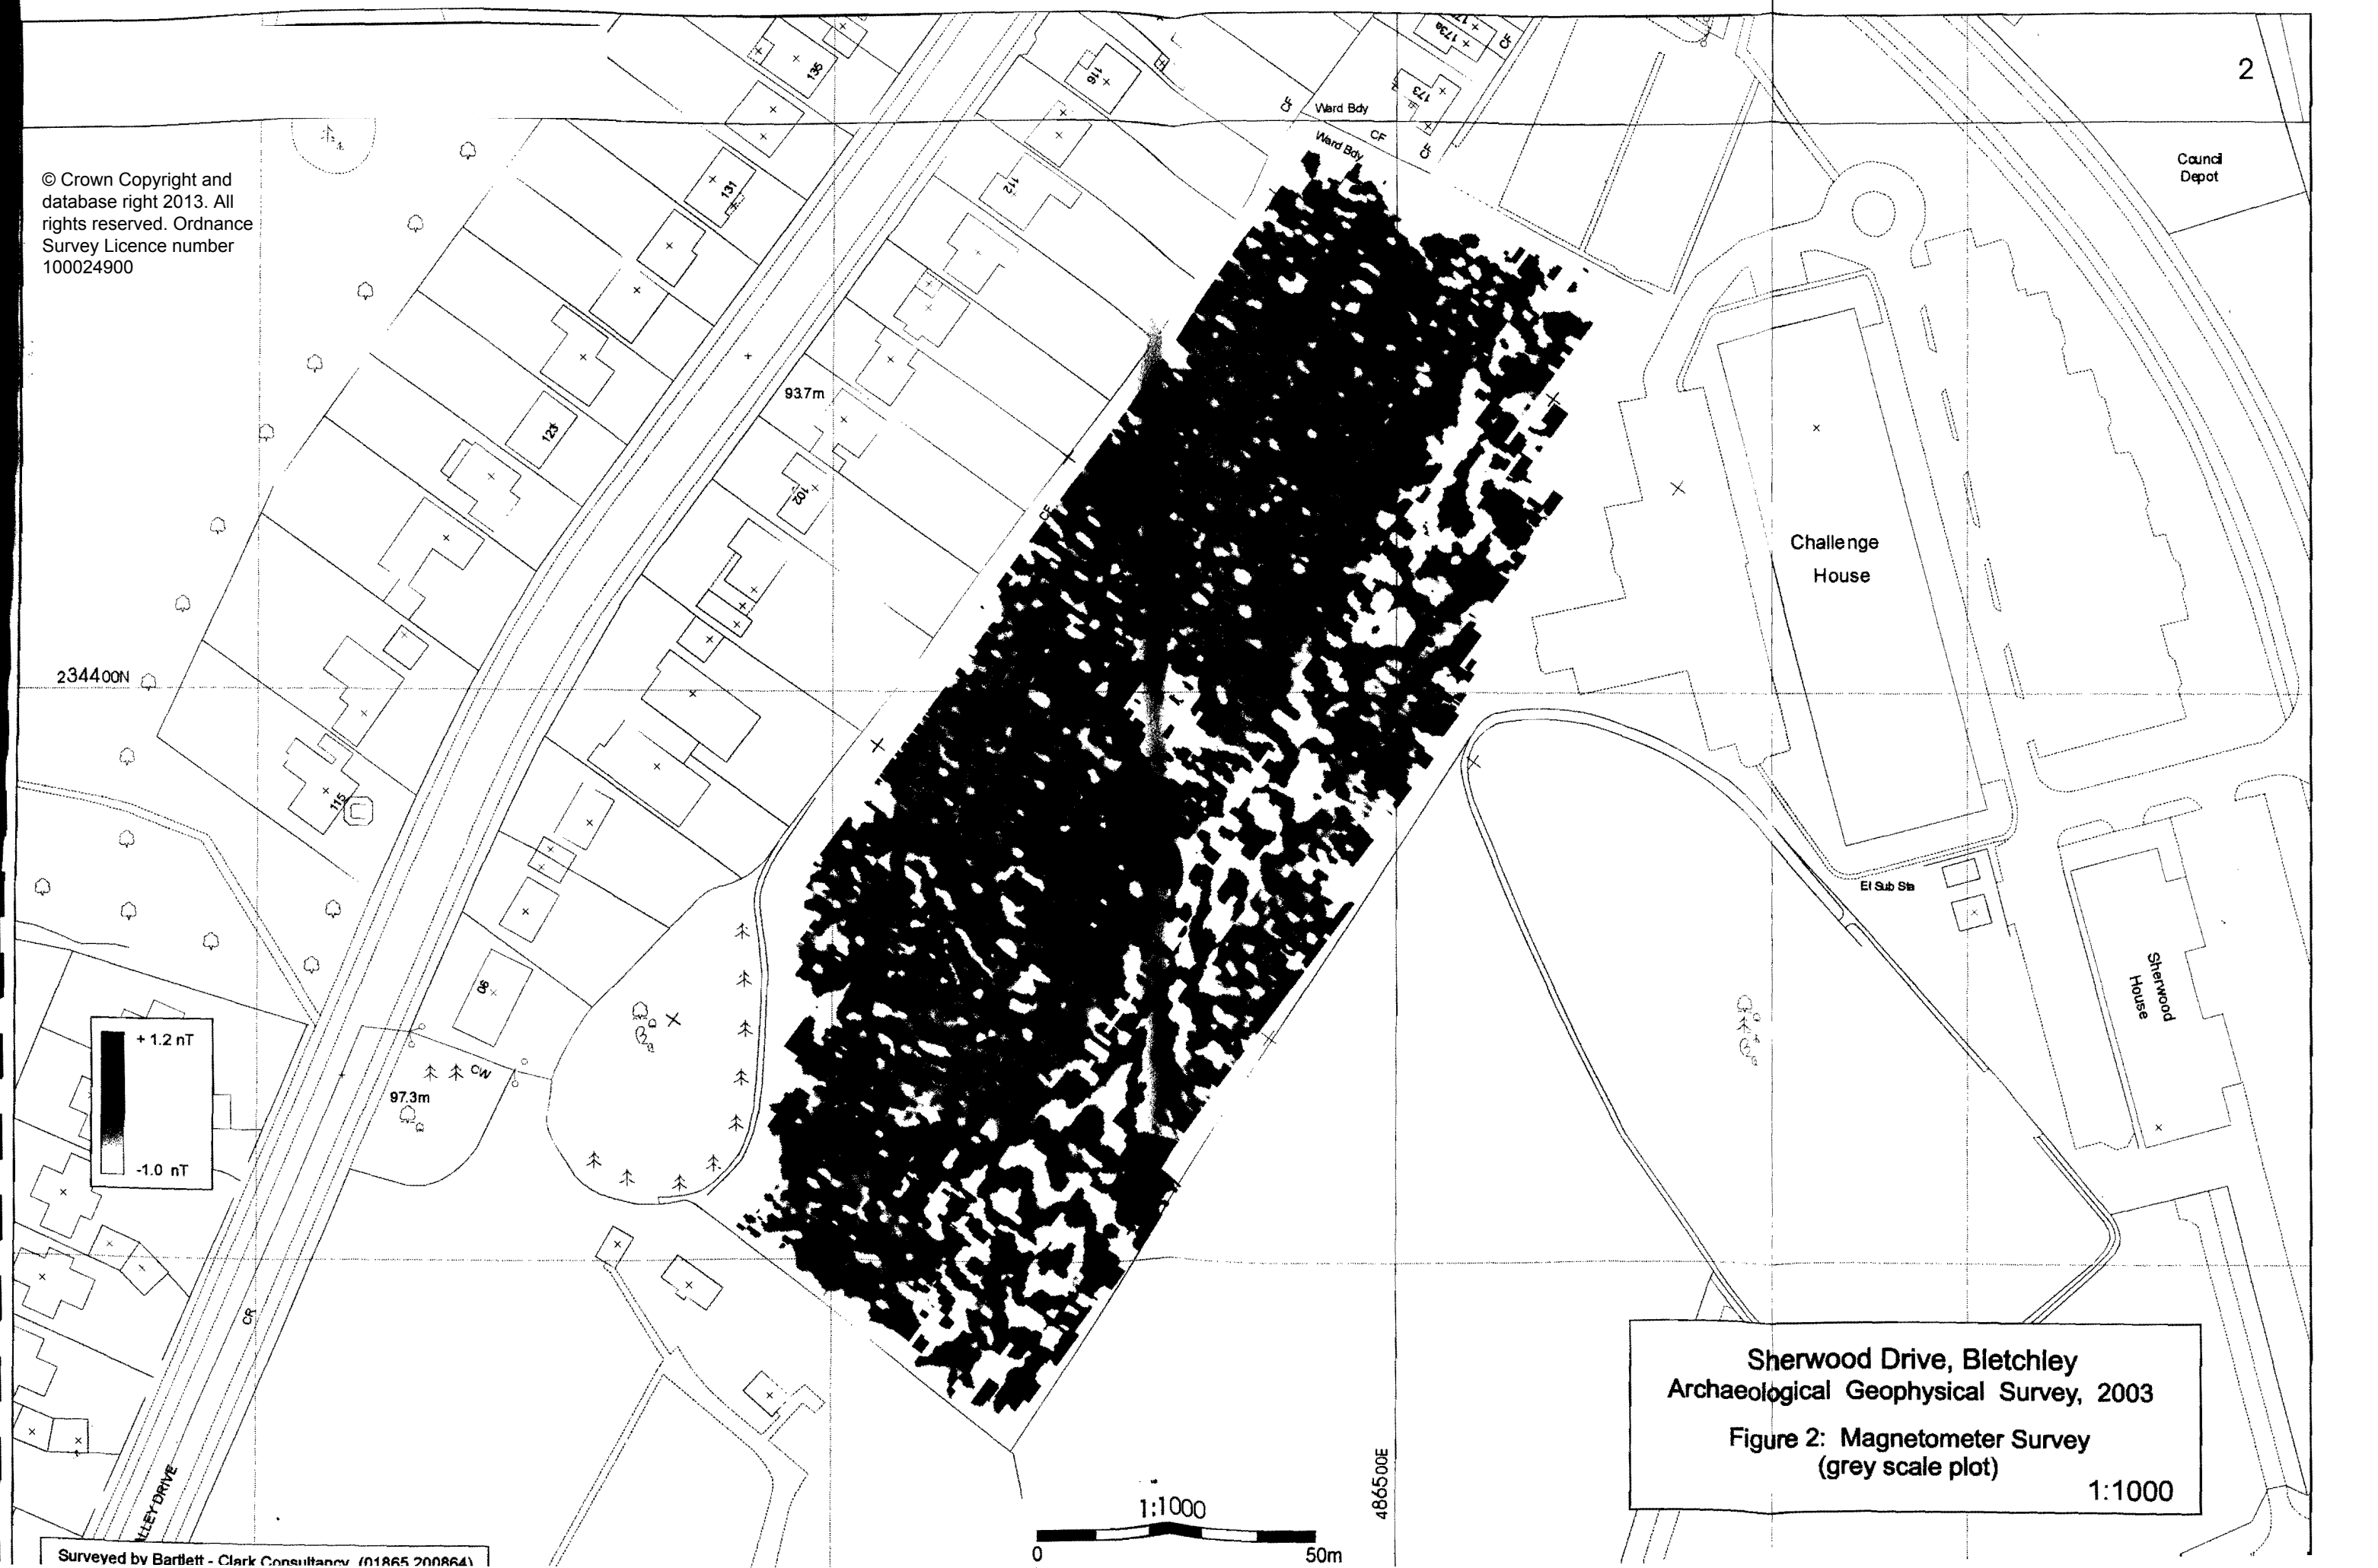 2
135
116
173a
173
CF
CF
Ward Bdy
CF
Ward Bdy
CF
Council
Depot
© Crown Copyright and
database right 2013. All
rights reserved. Ordnance
Survey Licence number
100024900
131
112
93.7m
123
102
CF
Challenge
House
234400N
115
El Sub Sta
Sherwood
House
90
+ 1.2 nT
-1.0 nT
CW
97.3m
CR
Sherwood Drive, Bletchley
Archaeological Geophysical Survey, 2003
Figure 2: Magnetometer Survey
(grey scale plot)
1:1000
486500E
1:1000
0
50m
Surveyed by Bartlett - Clark Consultancy (01865 200864)